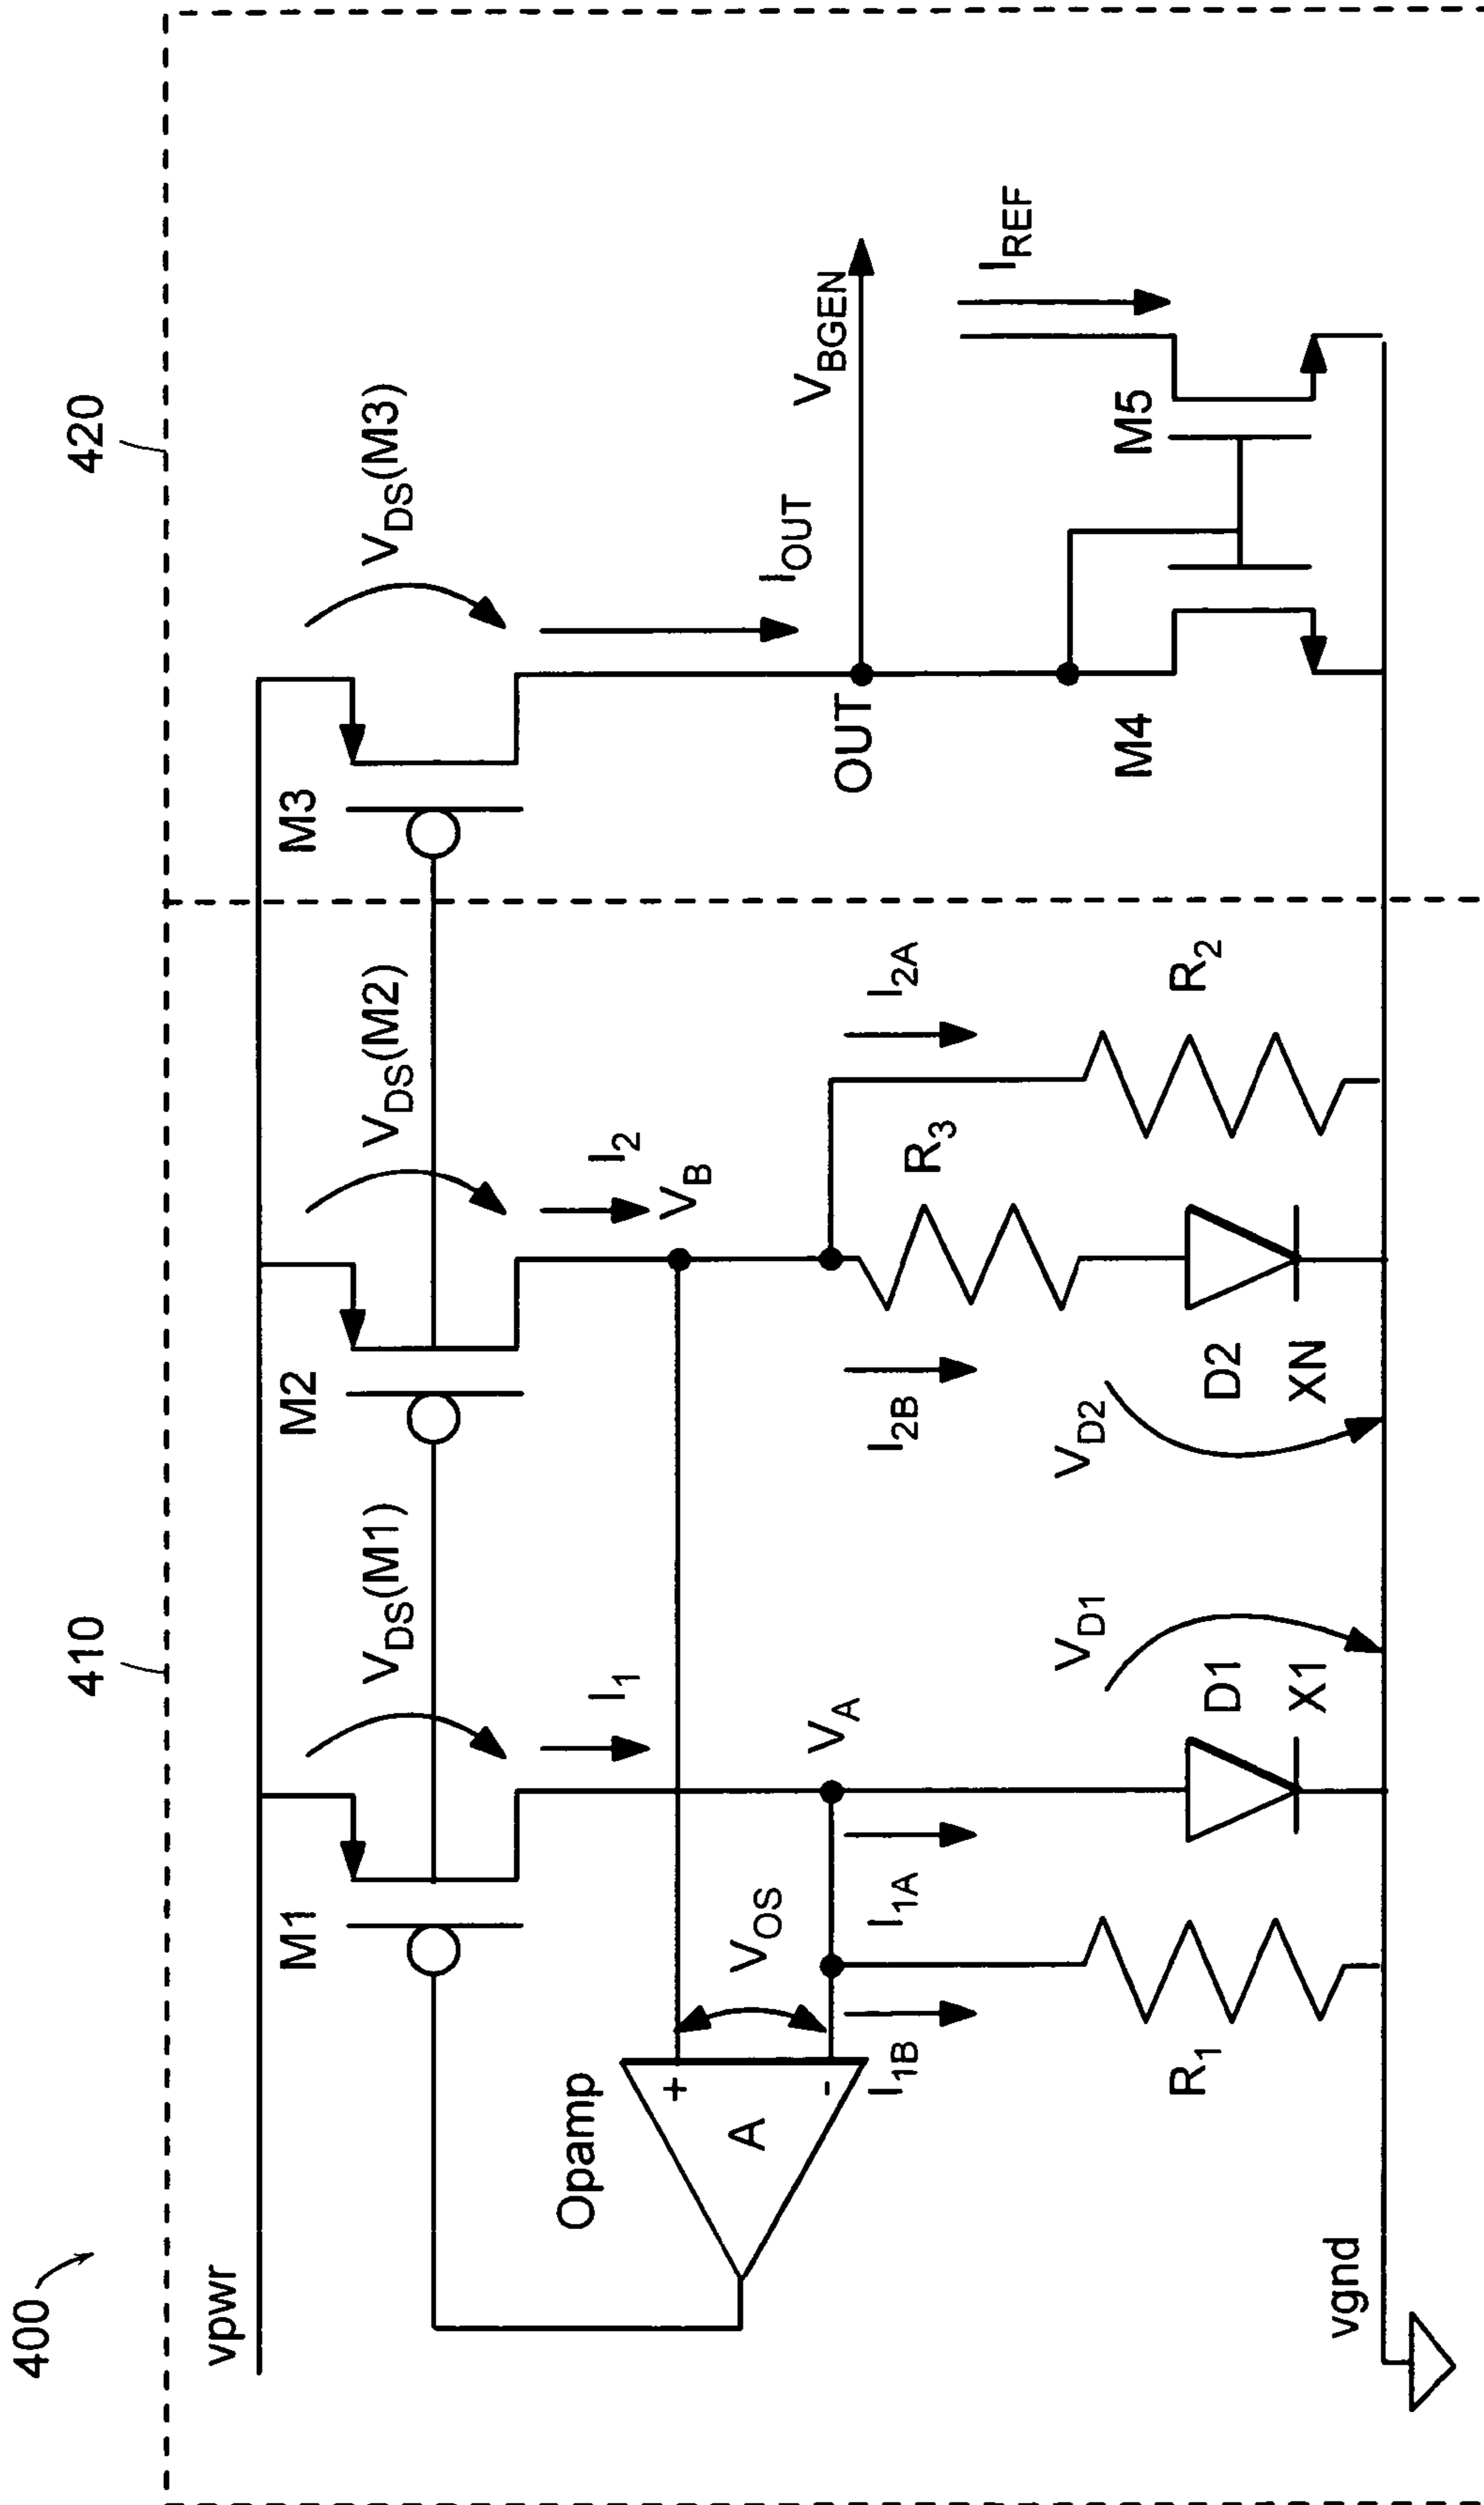 400
410
420
vpwr
M1
VDS(M1)
M2
VDS(M2)
M3
VDS(M3)
I1
I2
VB
IOUT
Opamp
+
-
A
VOS
VA
I1B
I1A
I2B
I2A
R3
OUT
VBGEN
IREF
R1
VD1
D1
X1
VD2
D2
XN
R2
M4
M5
vgnd